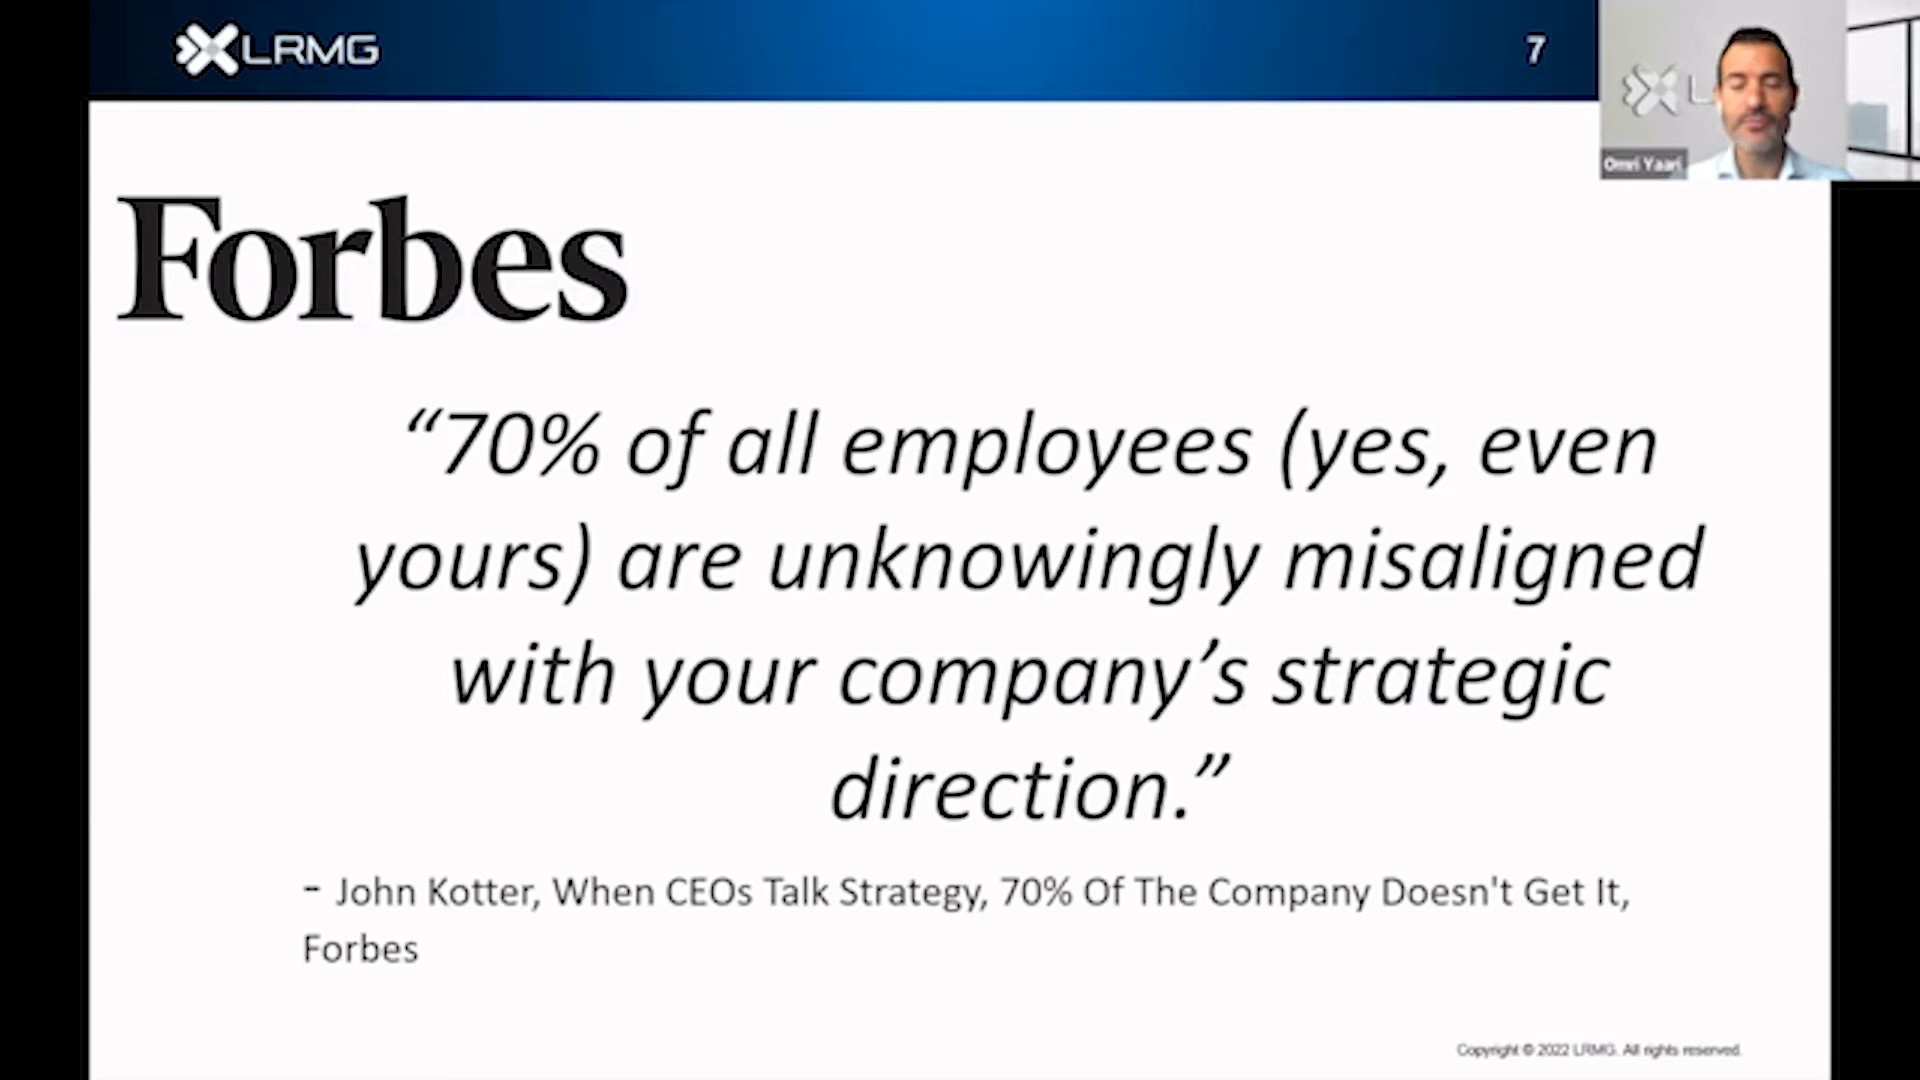 LRMG
7
L
Omri Yaari
Forbes
“70% of all employees (yes, even
yours) are unknowingly misaligned
with your company’s strategic
direction.”
- John Kotter, When CEOs Talk Strategy, 70% Of The Company Doesn't Get It,
Forbes
Copyright © 2022 LRMG. All rights reserved.